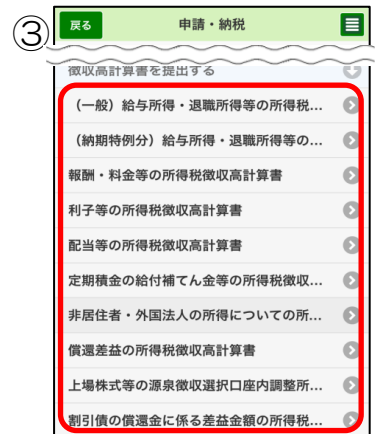 ③
戻る
申請・納税
徴収高計算書を提出する
（一般）給与所得・退職所得等の所得税...
（納期特例分）給与所得・退職所得等の...
報酬・料金等の所得税徴収高計算書
利子等の所得税徴収高計算書
配当等の所得税徴収高計算書
定期積金の給付補てん金等の所得税徴収...
非居住者・外国法人の所得についての所...
償還差益の所得税徴収高計算書
上場株式等の源泉徴収選択口座内調整所...
割引債の償還金に係る差益金額の所得税...